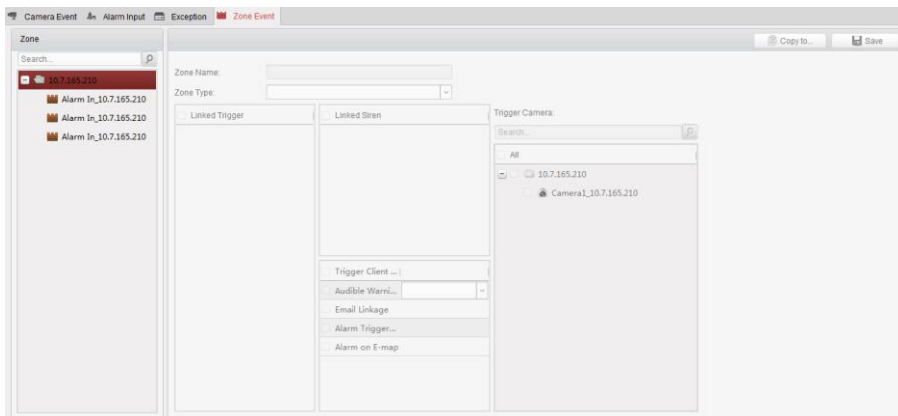 Camera Event Alarm Input Exception Zone Event
Zone
Copy to... Save
Search...
10.7.165.210
Alarm In_10.7.165.210
Alarm In_10.7.165.210
Alarm In_10.7.165.210
Zone Name:
Zone Type:
Linked Trigger
Linked Siren
Trigger Client ...
Audible Warni...
Email Linkage
Alarm Trigger...
Alarm on E-map
Trigger Camera:
Search...
All
10.7.165.210
Camera1_10.7.165.210